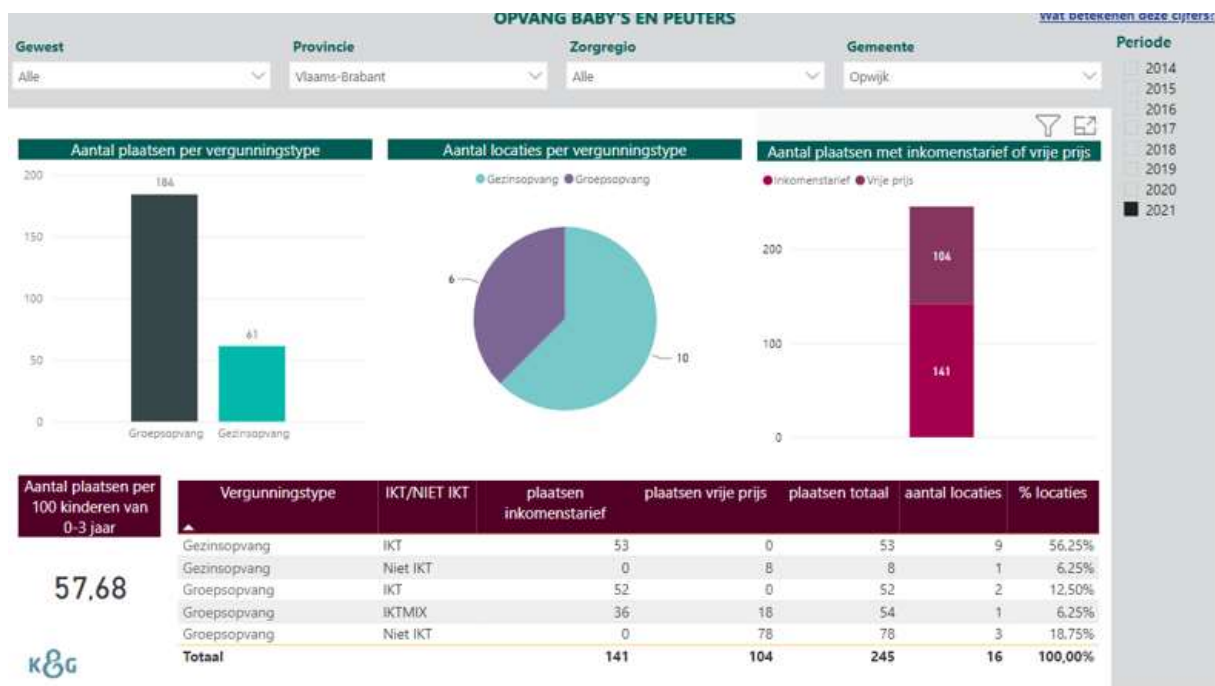 OPVANG BABY'S EN PEUTERS
Wat betekenen deze cijfers?
Gewest
Alle
Provincie
Vlaams-Brabant
Zorgregio
Alle
Gemeente
Opwijk
Periode
2014
2015
2016
2017
2018
2019
2020
2021
Aantal plaatsen per vergunningstype
200
150
100
50
0
184
61
Groepsopvang Gezinsopvang
Aantal locaties per vergunningstype
Gezinsopvang Groepsopvang
6
10
Aantal plaatsen met inkomenstarief of vrije prijs
Inkomenstarief Vrije prijs
200
100
0
104
141
Aantal plaatsen per
100 kinderen van
0-3 jaar
57,68
K&G
Vergunningstype IKT/NIET IKT plaatsen inkomenstarief plaatsen vrije prijs plaatsen totaal aantal locaties % locaties
Gezinsopvang IKT 53 0 53 9 56,25%
Gezinsopvang Niet IKT 0 8 8 1 6,25%
Groepsopvang IKT 52 0 52 2 12,50%
Groepsopvang IKTMIX 36 18 54 1 6,25%
Groepsopvang Niet IKT 0 78 78 3 18,75%
Totaal 141 104 245 16 100,00%